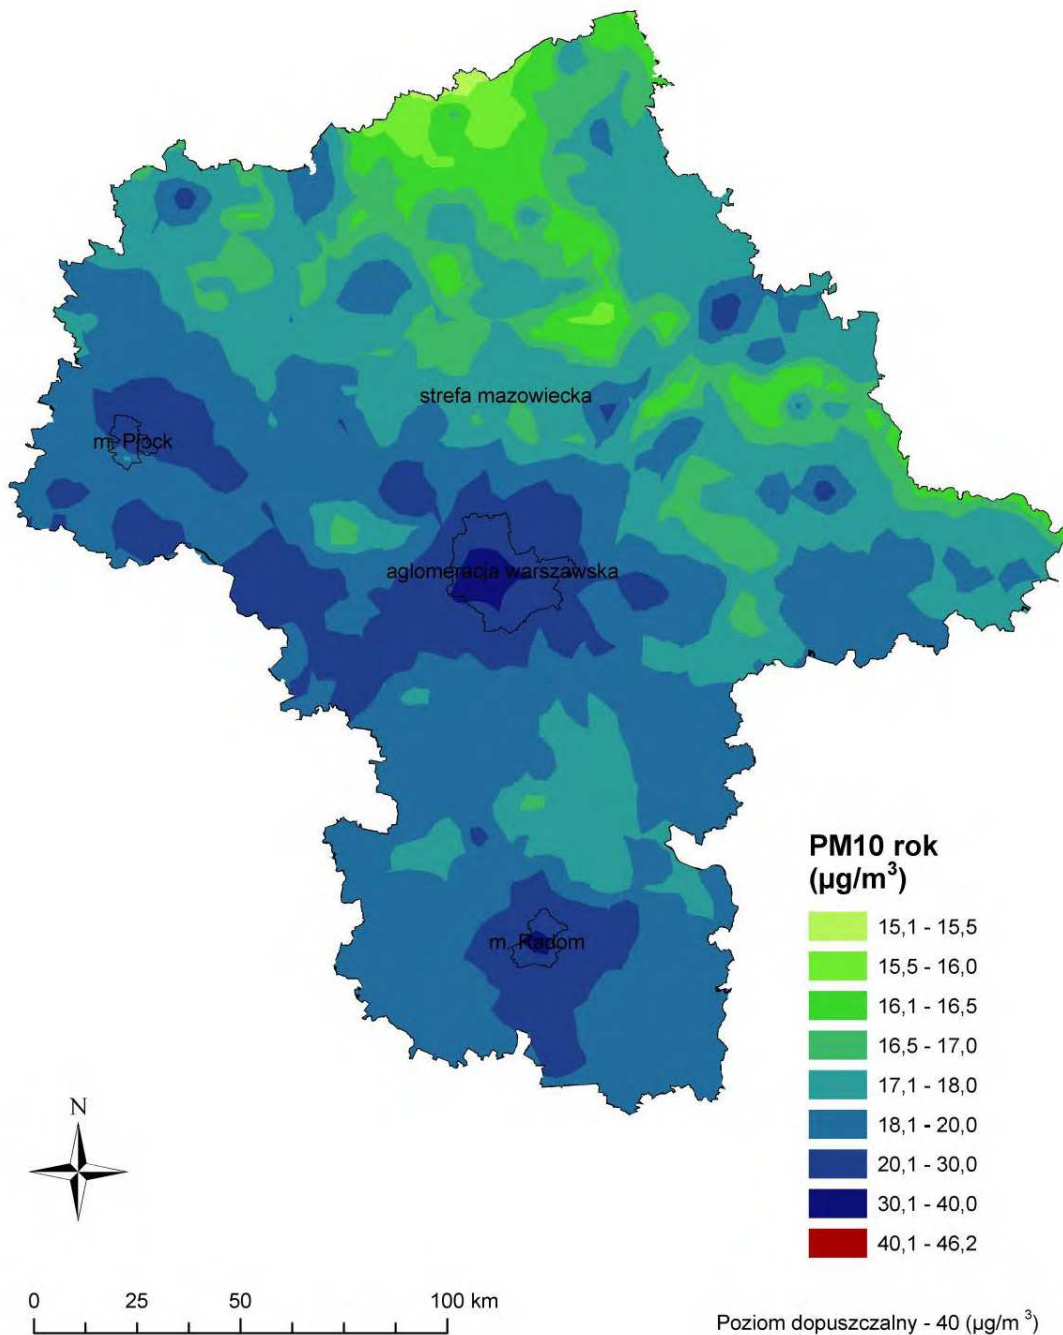 strefa mazowiecka
m. Płock
aglomeracja warszawska
m. Radom
PM10 rok
(µg/m³)
15,1 - 15,5
15,5 - 16,0
16,1 - 16,5
16,5 - 17,0
17,1 - 18,0
18,1 - 20,0
20,1 - 30,0
30,1 - 40,0
40,1 - 46,2
N
0 25 50 100 km
Poziom dopuszczalny - 40 (µg/m ³)